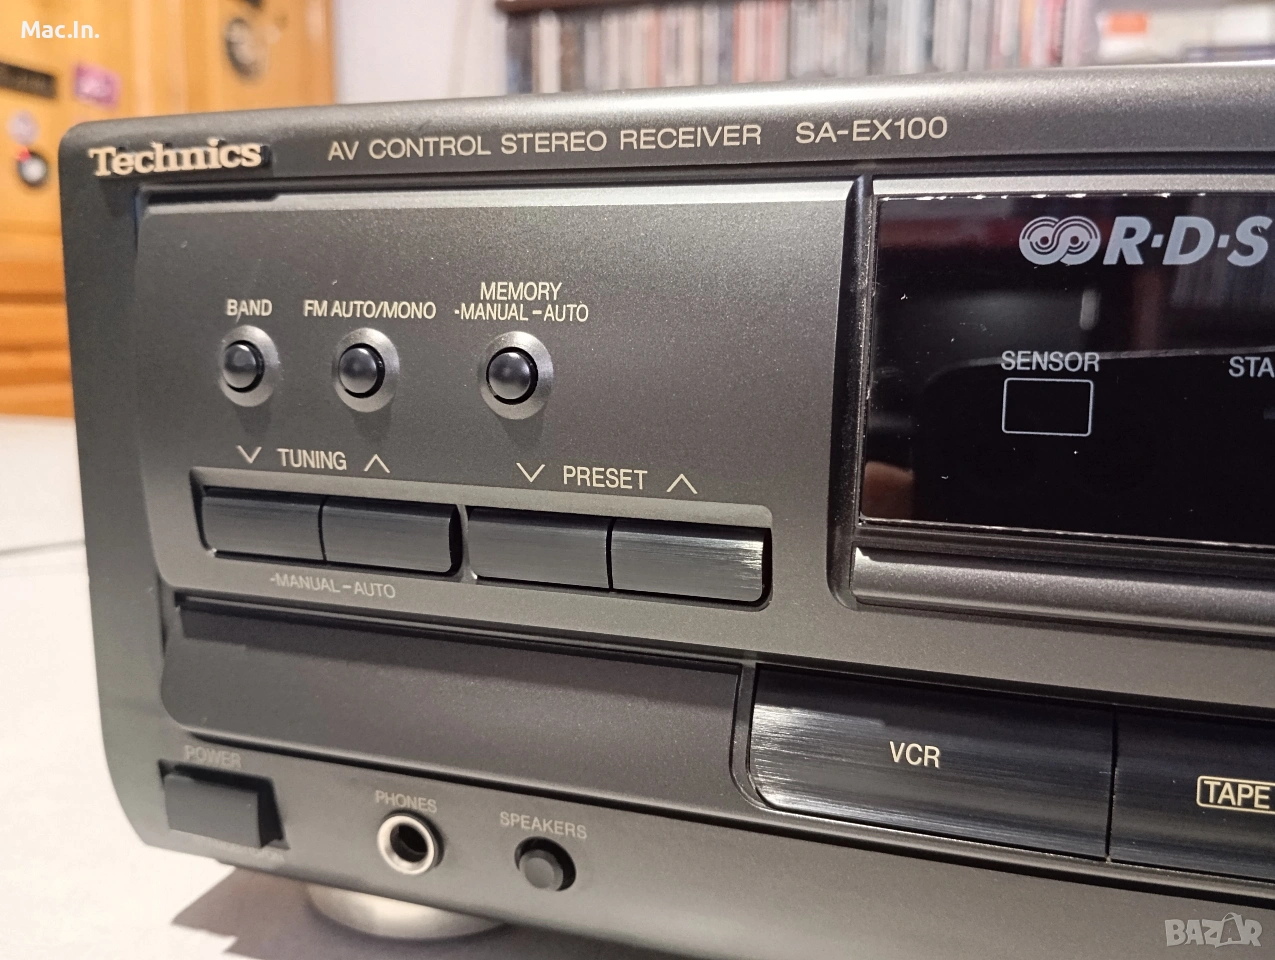 Mac.In.
Technics
AV CONTROL STEREO RECEIVER SA-EX100
R·D·S
BAND
FM AUTO/MONO
MEMORY
-MANUAL –AUTO
SENSOR
STA
TUNING
PRESET
-MANUAL –AUTO
VCR
TAPE
POWER
PHONES
SPEAKERS
BAZAR